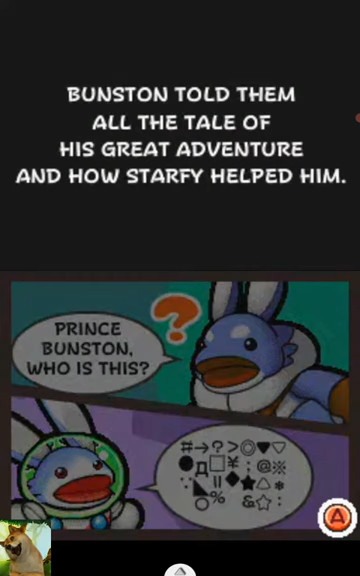 BUNSTON TOLD THEM
ALL THE TALE OF
HIS GREAT ADVENTURE
AND HOW STARFY HELPED HIM.
?
PRINCE
BUNSTON,
WHO IS THIS?
#→?>◎▼▽
●д□¥;@※
∵◣〃◆★△*
○%&☆:
A